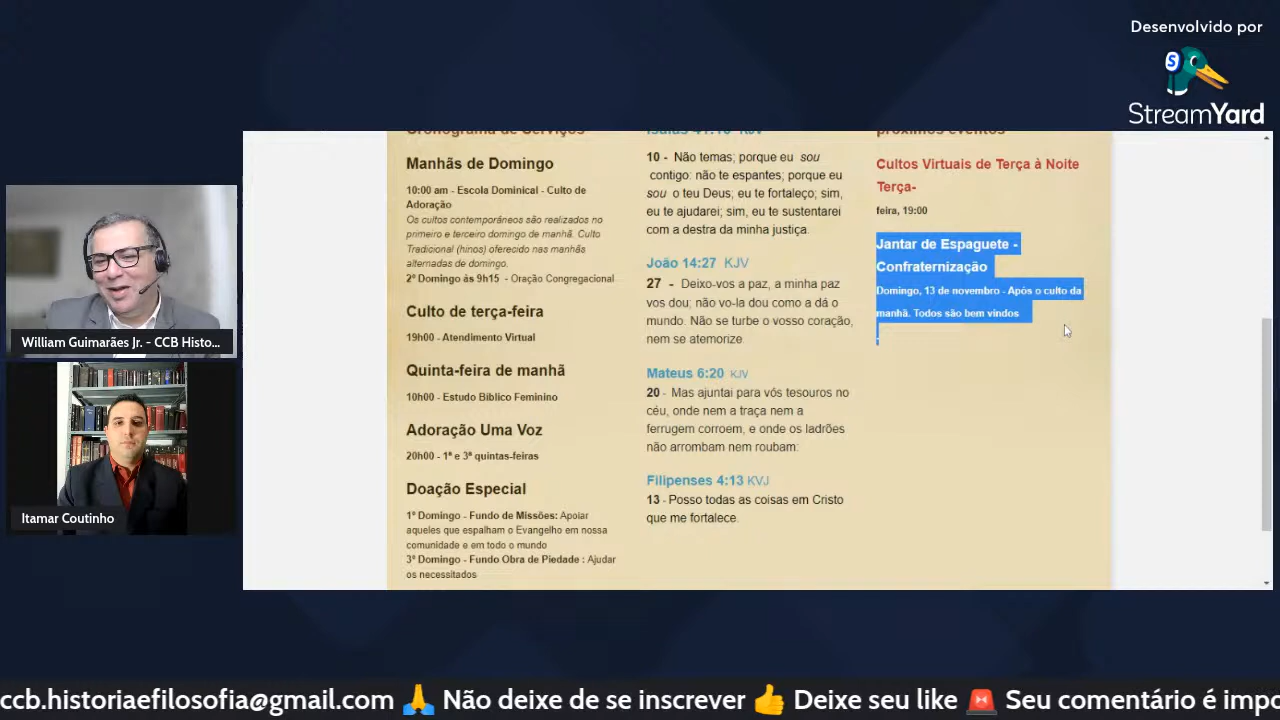 Desenvolvido por
StreamYard
William Guimarães Jr. - CCB Histo...
Itamar Coutinho
Cronograma de Serviços
Manhãs de Domingo
10:00 am - Escola Dominical - Culto de
Adoração
Os cultos contemporâneos são realizados no
primeiro e terceiro domingo de manhã. Culto
Tradicional (hinos) oferecido nas manhãs
alternadas de domingo.
2º Domingo às 9h15 - Oração Congregacional
Culto de terça-feira
19h00 - Atendimento Virtual
Quinta-feira de manhã
10h00 - Estudo Bíblico Feminino
Adoração Uma Voz
20h00 - 1ª e 3ª quintas-feiras
Doação Especial
1º Domingo - Fundo de Missões: Apoiar
aqueles que espalham o Evangelho em nossa
comunidade e em todo o mundo
3º Domingo - Fundo Obra de Piedade : Ajudar
os necessitados
Isaías 41:10 KJV
10 - Não temas; porque eu sou
contigo: não te espantes; porque eu
sou o teu Deus; eu te fortaleço; sim,
eu te ajudarei; sim, eu te sustentarei
com a destra da minha justiça.
João 14:27 KJV
27 - Deixo-vos a paz, a minha paz
vos dou; não vo-la dou como a dá o
mundo. Não se turbe o vosso coração,
nem se atemorize.
Mateus 6:20 KJV
20 - Mas ajuntai para vós tesouros no
céu, onde nem a traça nem a
ferrugem corroem, e onde os ladrões
não arrombam nem roubam:
Filipenses 4:13 KVJ
13 - Posso todas as coisas em Cristo
que me fortalece.
próximos eventos
Cultos Virtuais de Terça à Noite
Terça-
feira, 19:00
Jantar de Espaguete -
Confraternização
Domingo, 13 de novembro - Após o culto da
manhã. Todos são bem vindos
ccb.historiaefilosofia@gmail.com 🙏 Não deixe de se inscrever 👍 Deixe seu like 🚨 Seu comentário é impo